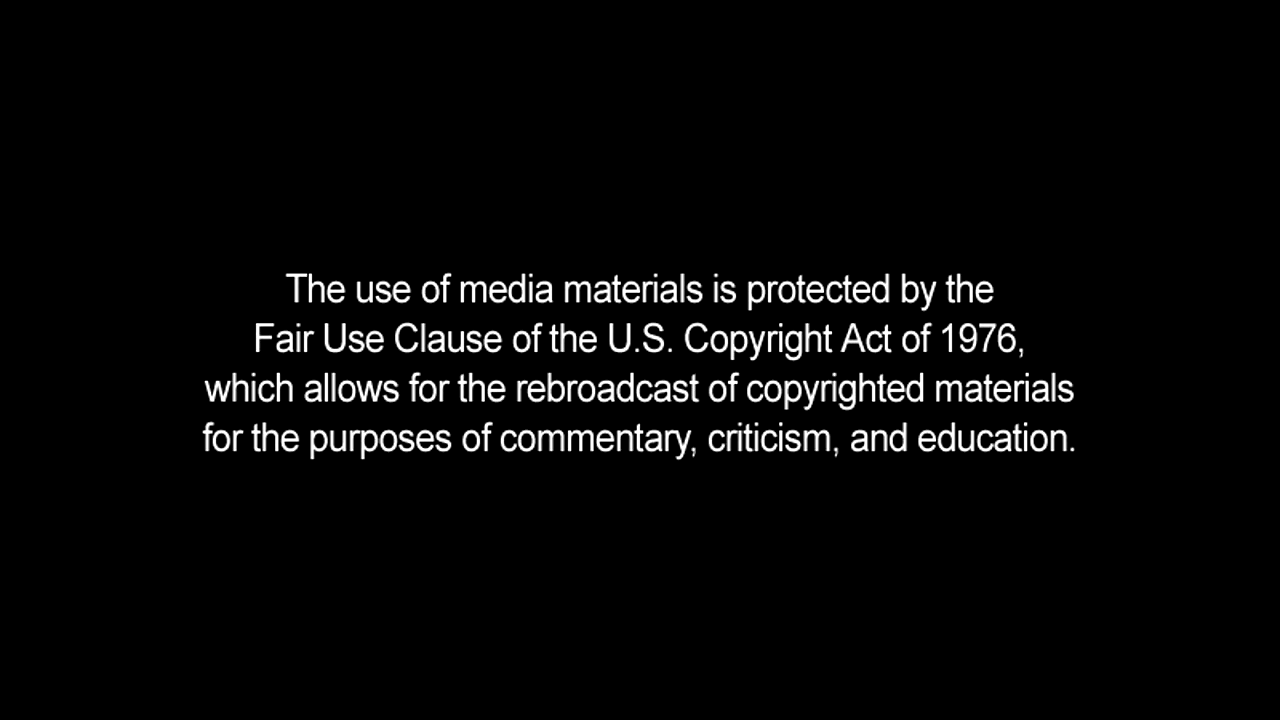 The use of media materials is protected by the
Fair Use Clause of the U.S. Copyright Act of 1976,
which allows for the rebroadcast of copyrighted materials
for the purposes of commentary, criticism, and education.